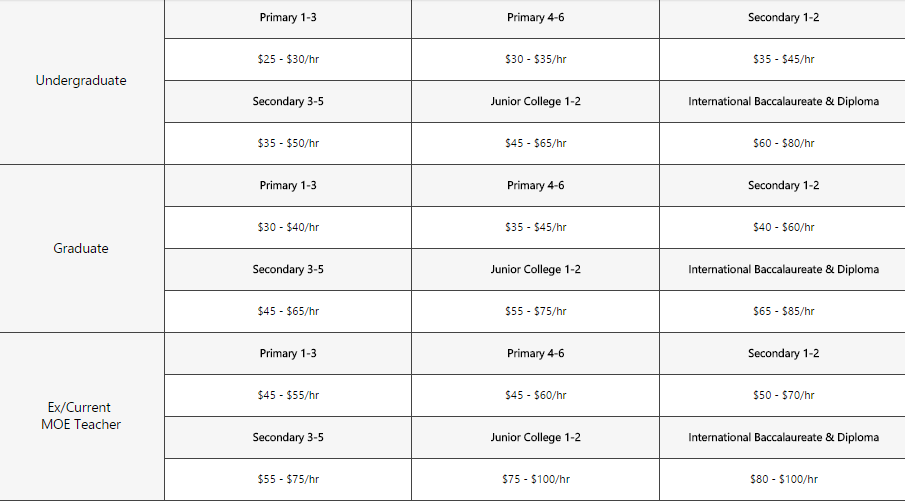 Primary 1-3 Primary 4-6 Secondary 1-2
$25 - $30/hr $30 - $35/hr $35 - $45/hr
Undergraduate
Secondary 3-5 Junior College 1-2 International Baccalaureate & Diploma
$35 - $50/hr $45 - $65/hr $60 - $80/hr
Primary 1-3 Primary 4-6 Secondary 1-2
$30 - $40/hr $35 - $45/hr $40 - $60/hr
Graduate
Secondary 3-5 Junior College 1-2 International Baccalaureate & Diploma
$45 - $65/hr $55 - $75/hr $65 - $85/hr
Primary 1-3 Primary 4-6 Secondary 1-2
$45 - $55/hr $45 - $60/hr $50 - $70/hr
Ex/Current
MOE Teacher
Secondary 3-5 Junior College 1-2 International Baccalaureate & Diploma
$55 - $75/hr $75 - $100/hr $80 - $100/hr